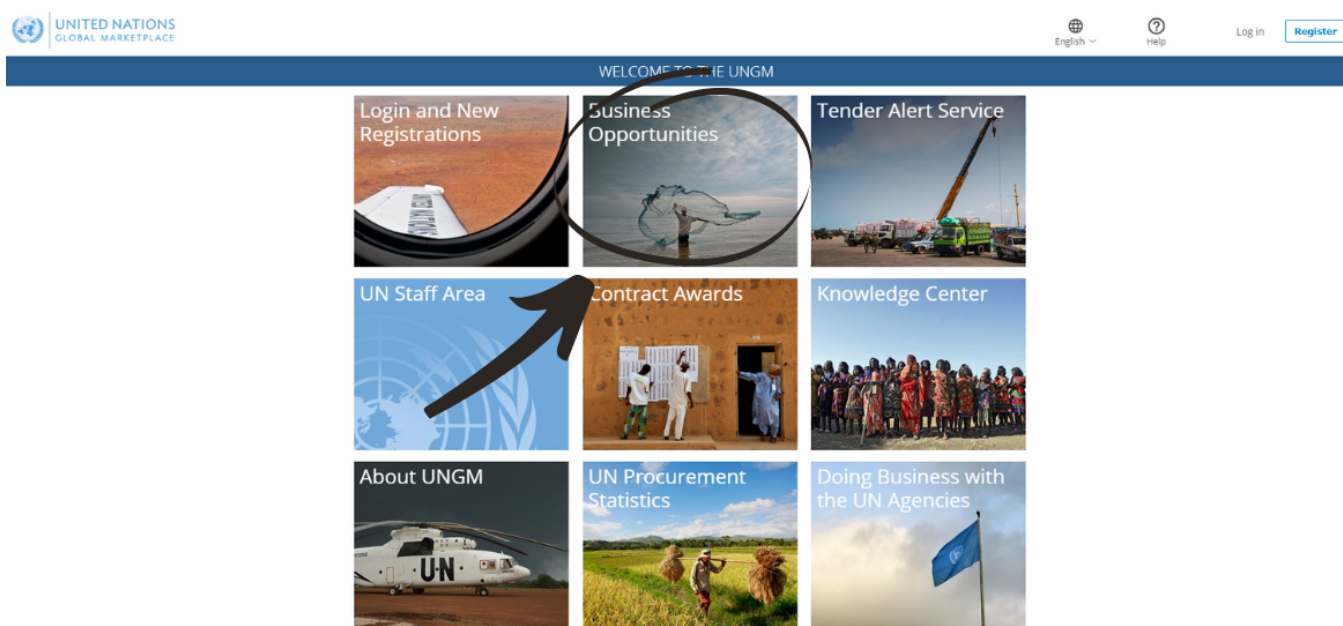 UNITED NATIONS
GLOBAL MARKETPLACE
English
Help
Log in
Register
WELCOME TO THE UNGM
Login and New
Registrations
Business
Opportunities
Tender Alert Service
UN Staff Area
Contract Awards
Knowledge Center
About UNGM
UN
UN Procurement
Statistics
Doing Business with
the UN Agencies